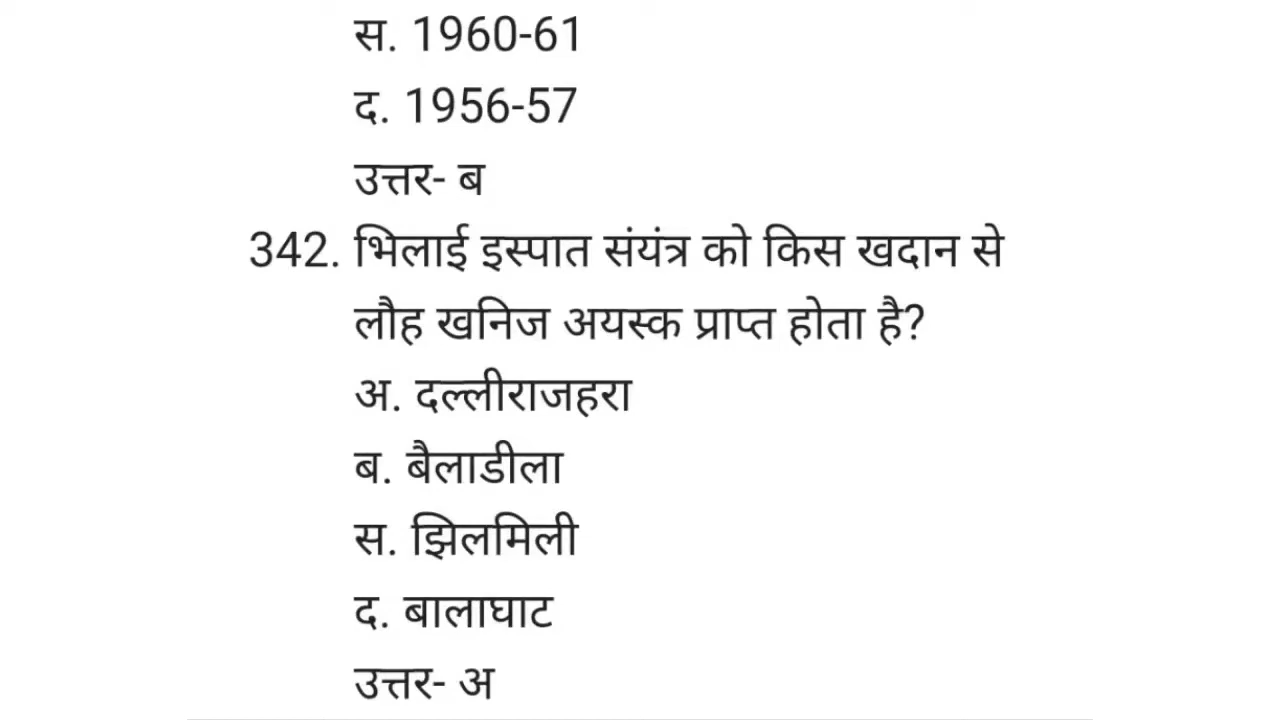 स. 1960-61
द. 1956-57
उत्तर- ब
342. भिलाई इस्पात संयंत्र को किस खदान से
लौह खनिज अयस्क प्राप्त होता है?
अ. दल्लीराजहरा
ब. बैलाडीला
स. झिलमिली
द. बालाघाट
उत्तर- अ